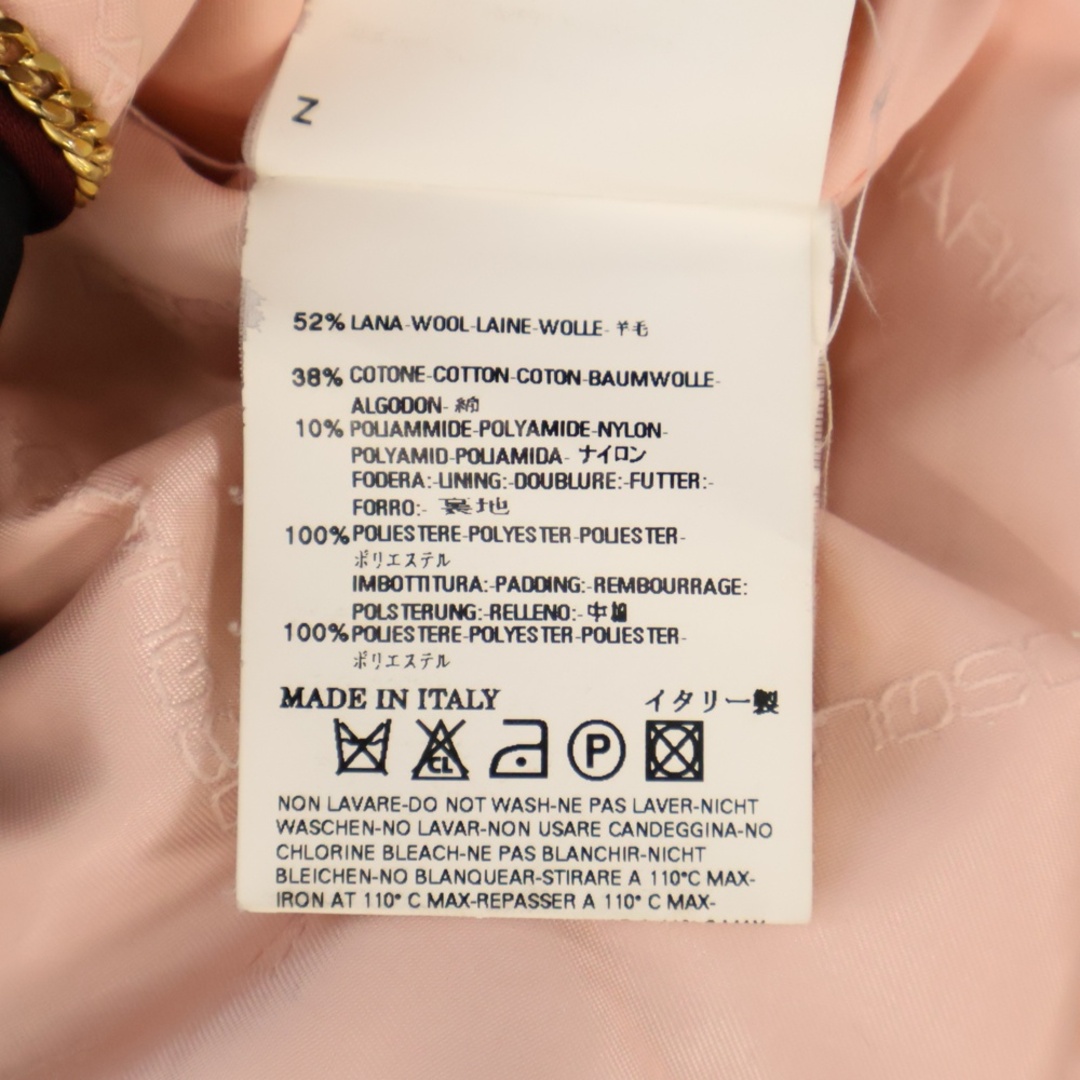 Z
52% LANA-WOOL-LAINE-WOLLE-羊毛
38% COTONE-COTTON-COTON-BAUMWOLLE-
ALGODON-綿
10% POLIAMMIDE-POLYAMIDE-NYLON-
POLYAMID-POLIAMIDA-ナイロン
FODERA:-LINING:-DOUBLURE:-FUTTER:-
FORRO:-裏地
100% POLIESTERE-POLYESTER-POLIESTER-
ポリエステル
IMBOTTITURA:-PADDING:-REMBOURRAGE:
POLSTERUNG:-RELLENO:-中綿
100% POLIESTERE-POLYESTER-POLIESTER-
ポリエステル
MADE IN ITALY イタリー製
CL P
NON LAVARE-DO NOT WASH-NE PAS LAVER-NICHT
WASCHEN-NO LAVAR-NON USARE CANDEGGINA-NO
CHLORINE BLEACH-NE PAS BLANCHIR-NICHT
BLEICHEN-NO BLANQUEAR-STIRARE A 110°C MAX-
IRON AT 110° C MAX-REPASSER A 110° C MAX-